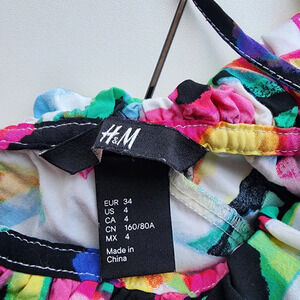 H&M
EUR 34
US 4
CA 4
CN 160/80A
MX 4
Made in
China